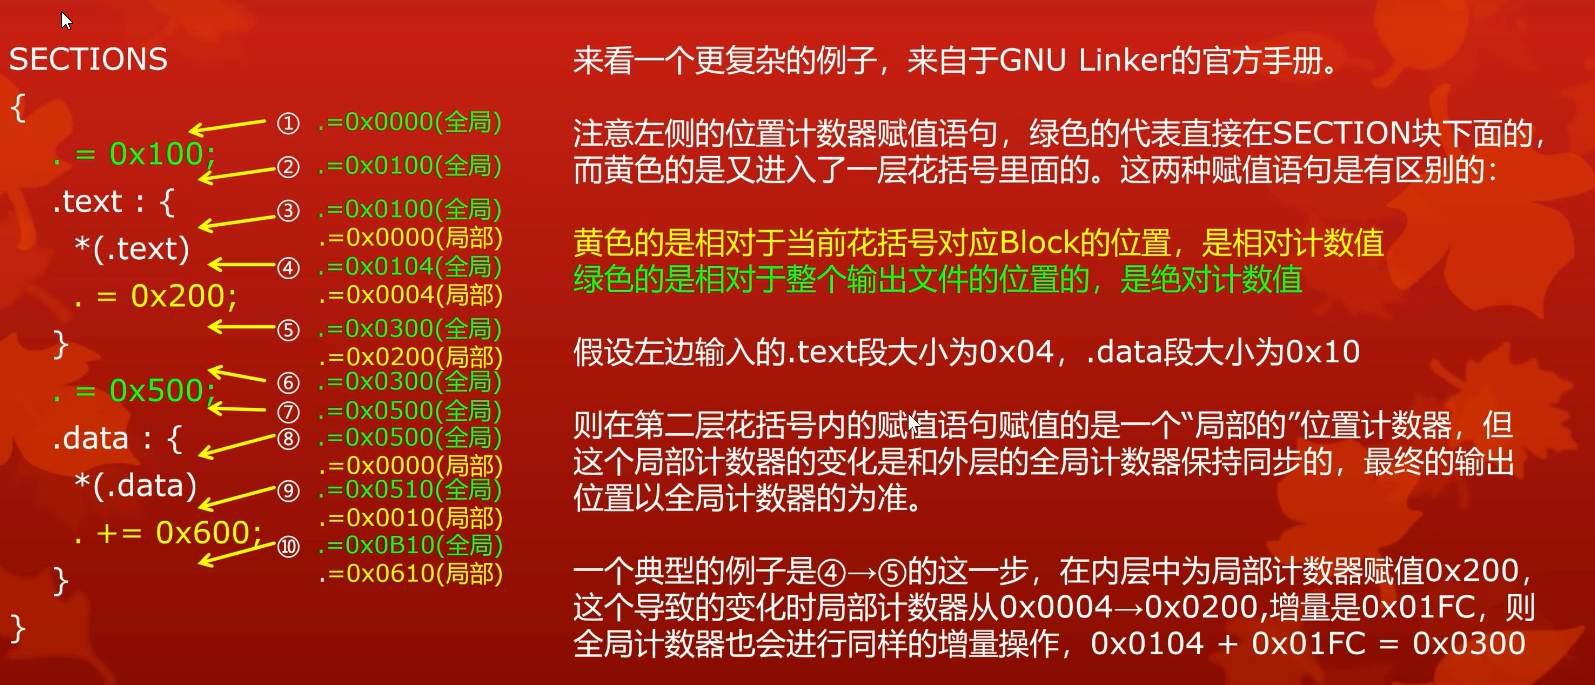 SECTIONS
{
. = 0x100;
.text : {
*(.text)
. = 0x200;
}
. = 0x500;
.data : {
*(.data)
. += 0x600;
}
}
① .=0x0000(全局)
② .=0x0100(全局)
③ .=0x0100(全局)
.=0x0000(局部)
④ .=0x0104(全局)
.=0x0004(局部)
⑤ .=0x0300(全局)
.=0x0200(局部)
⑥ .=0x0300(全局)
⑦ .=0x0500(全局)
⑧ .=0x0500(全局)
.=0x0000(局部)
⑨ .=0x0510(全局)
.=0x0010(局部)
⑩ .=0x0B10(全局)
.=0x0610(局部)
来看一个更复杂的例子，来自于GNU Linker的官方手册。
注意左侧的位置计数器赋值语句，绿色的代表直接在SECTION块下面的，
而黄色的是又进入了一层花括号里面的。这两种赋值语句是有区别的：
黄色的是相对于当前花括号对应Block的位置，是相对计数值
绿色的是相对于整个输出文件的位置的，是绝对计数值
假设左边输入的.text段大小为0x04，.data段大小为0x10
则在第二层花括号内的赋值语句赋值的是一个“局部的”位置计数器，但
这个局部计数器的变化是和外层的全局计数器保持同步的，最终的输出
位置以全局计数器的为准。
一个典型的例子是④→⑤的这一步，在内层中为局部计数器赋值0x200，
这个导致的变化时局部计数器从0x0004→0x0200,增量是0x01FC，则
全局计数器也会进行同样的增量操作，0x0104 + 0x01FC = 0x0300